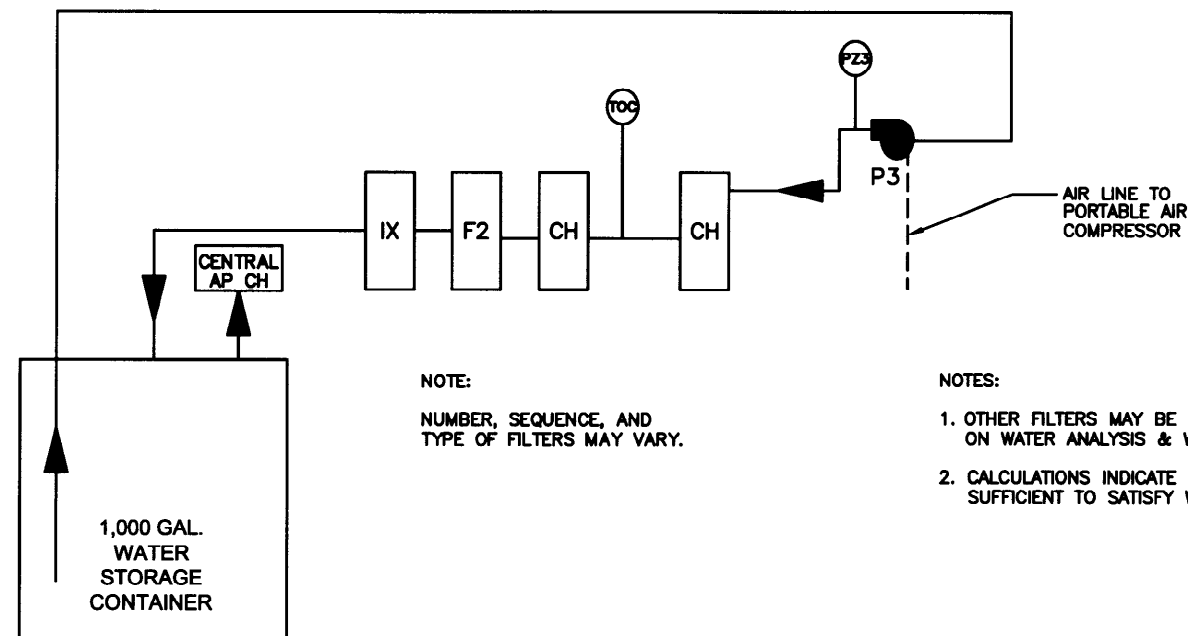 PZ3
TOC
P3
AIR LINE TO
PORTABLE AIR
COMPRESSOR
IX
F2
CH
CH
CENTRAL
AP CH
NOTE:
NUMBER, SEQUENCE, AND
TYPE OF FILTERS MAY VARY.
NOTES:
1. OTHER FILTERS MAY BE
ON WATER ANALYSIS &
2. CALCULATIONS INDICATE
SUFFICIENT TO SATISFY
1,000 GAL.
WATER
STORAGE
CONTAINER